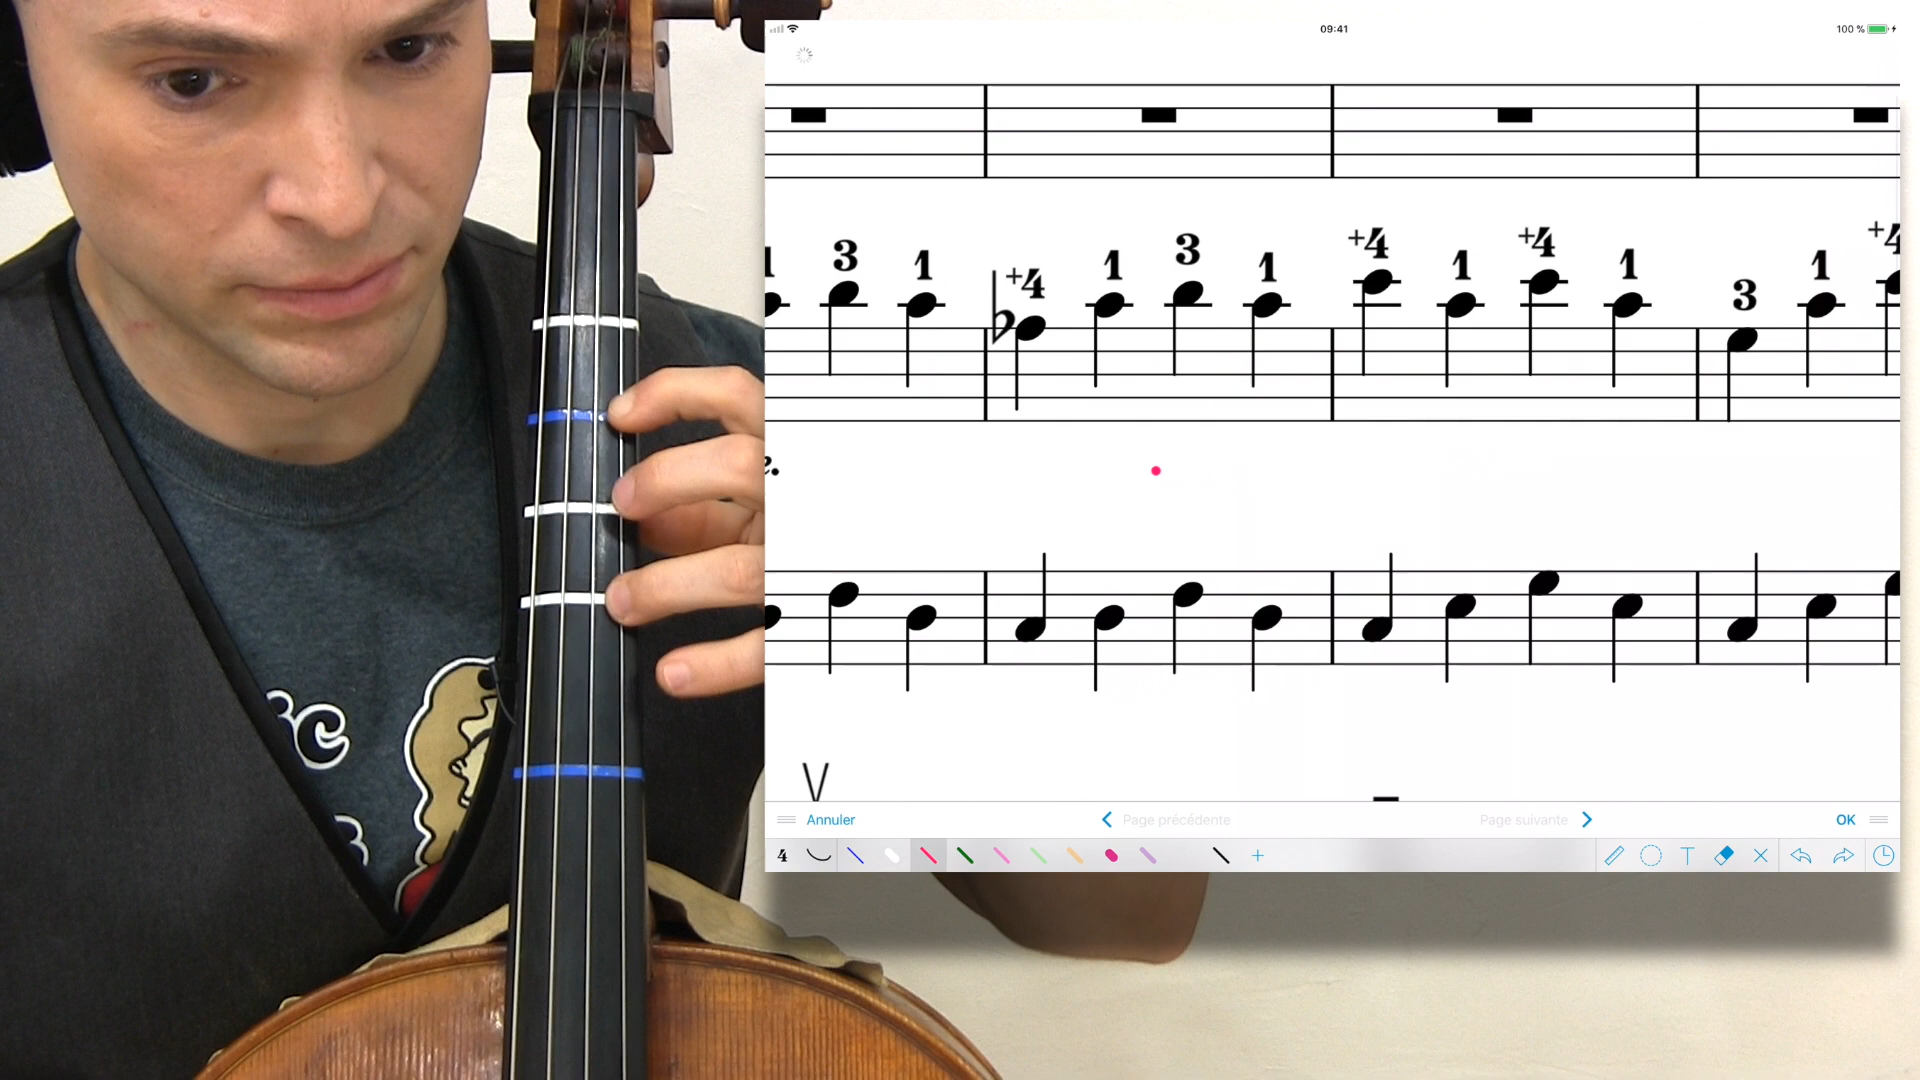 09:41
100 %
1 3 1 +4 1 3 1 +4 1 +4 1 3 1 +4
e.
V
Annuler
Page précédente
Page suivante
OK
4
T